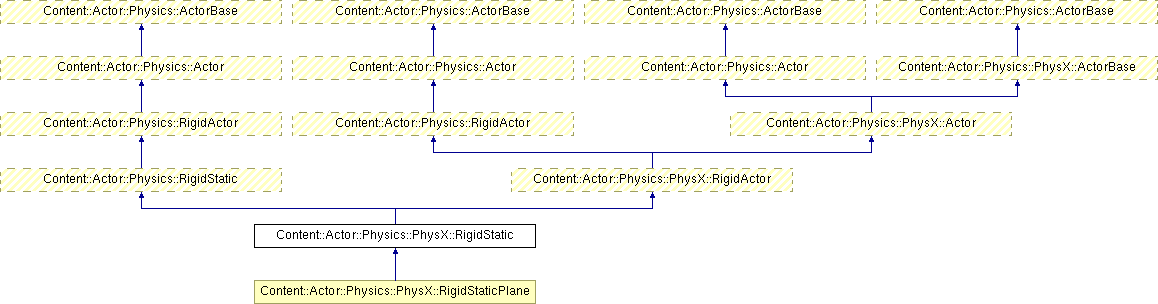 Content::Actor::Physics::ActorBase
Content::Actor::Physics::ActorBase
Content::Actor::Physics::ActorBase
Content::Actor::Physics::ActorBase
Content::Actor::Physics::Actor
Content::Actor::Physics::Actor
Content::Actor::Physics::Actor
Content::Actor::Physics::PhysX::ActorBase
Content::Actor::Physics::RigidActor
Content::Actor::Physics::RigidActor
Content::Actor::Physics::PhysX::Actor
Content::Actor::Physics::RigidStatic
Content::Actor::Physics::PhysX::RigidActor
Content::Actor::Physics::PhysX::RigidStatic
Content::Actor::Physics::PhysX::RigidStaticPlane